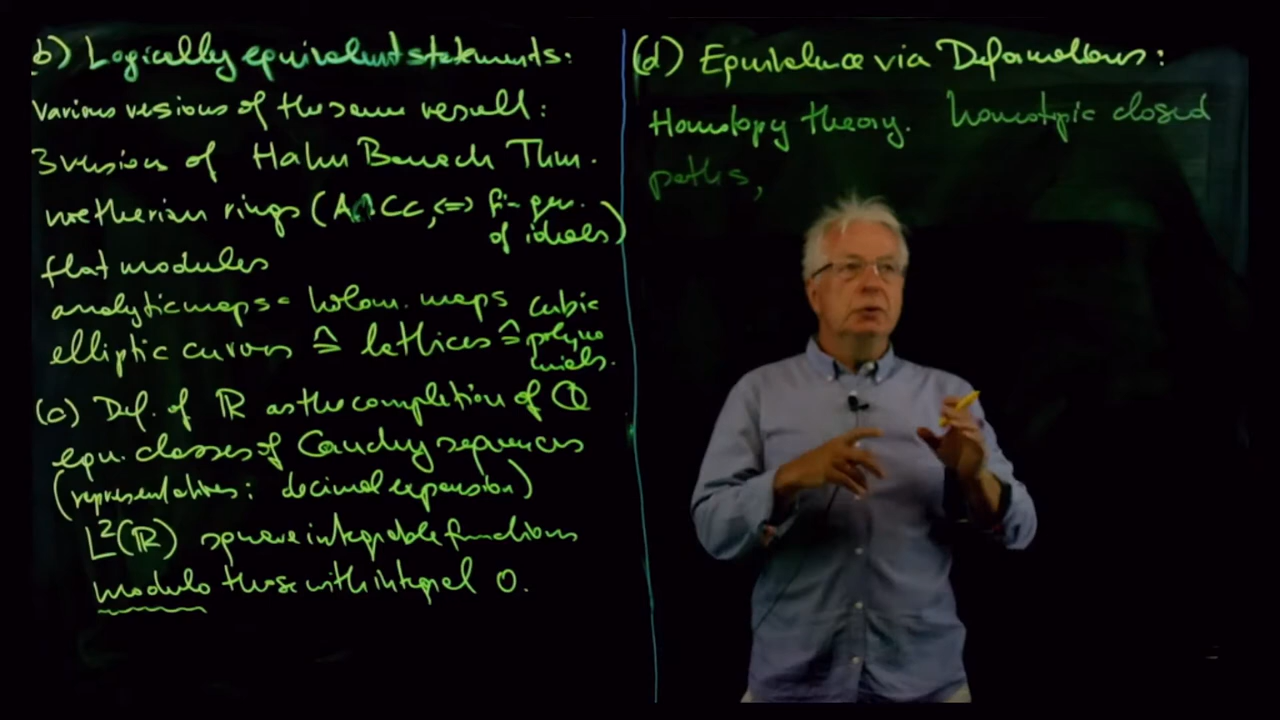 b) Logically equivalent statements:
various versions of the same result:
3 version of Hahn Banach Thm.
noetherian rings (ACC, <=> fi-gen. of ideals)
flat modules
analytic maps = holom. maps
elliptic curves ≙ lattices ≙ cubic polynomials.
(c) Def. of ℝ as the completion of ℚ
equ. classes of Cauchy sequences
(representatives: decimal expansion)
L²(ℝ) square integrable functions
modulo those with integral 0.
(d) Equivalence via Deformations:
Homotopy theory. homotopic closed
paths,